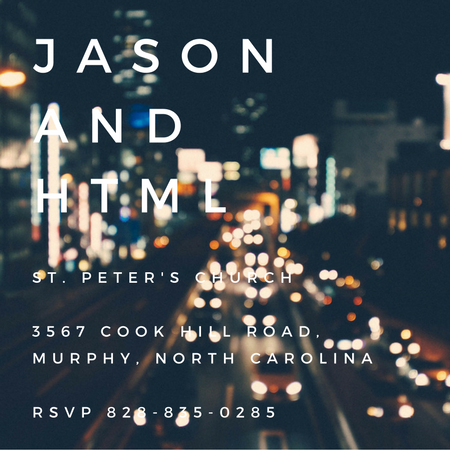 JASON
AND
HTML
ST. PETER'S CHURCH
3567 COOK HILL ROAD,
MURPHY, NORTH CAROLINA
RSVP 828-835-0285